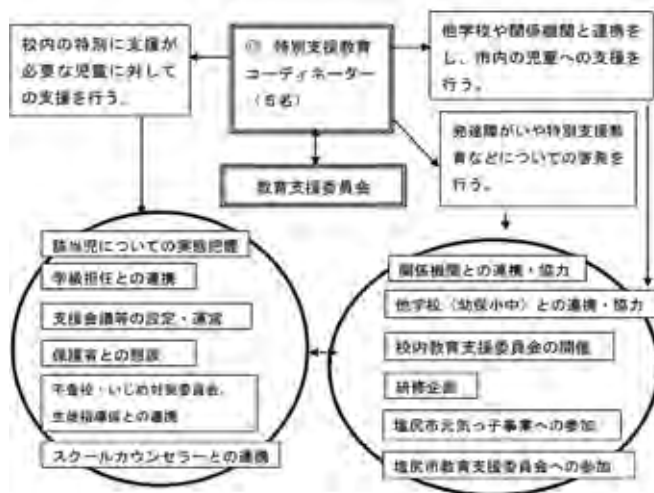 校内の特別に支援が
必要な児童に対して
の支援を行う。
◎ 特別支援教育
コーディネーター
(5名)
他学校や関係機関と連携を
し、市内の児童への支援を
行う。
発達障がいや特別支援教
育などについての啓発を
行う。
教育支援委員会
該当児についての実態把握
学級担任との連携
支援会議等の設定・運営
保護者との懇談
不登校・いじめ対策委員会、
生徒指導係との連携
スクールカウンセラーとの連携
関係機関との連携・協力
他学校(幼保小中)との連携・協力
校内教育支援委員会の開催
研修企画
塩尻市元気っ子事業への参加
塩尻市教育支援委員会への参加